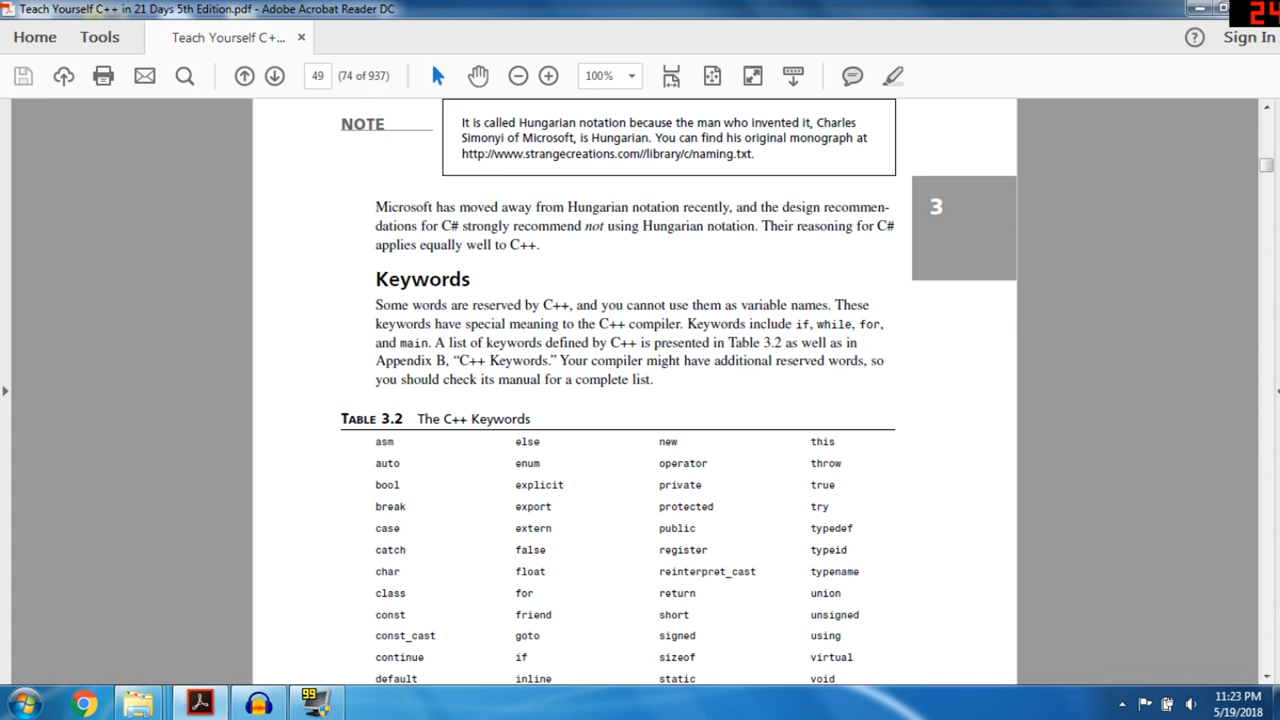 Teach Yourself C++ in 21 Days 5th Edition.pdf - Adobe Acrobat Reader DC
24
Home Tools Teach Yourself C+... × ? Sign In
49 (74 of 937) 100%
NOTE
It is called Hungarian notation because the man who invented it, Charles
Simonyi of Microsoft, is Hungarian. You can find his original monograph at
http://www.strangecreations.com//library/c/naming.txt.
3
Microsoft has moved away from Hungarian notation recently, and the design recommen-
dations for C# strongly recommend not using Hungarian notation. Their reasoning for C#
applies equally well to C++.
Keywords
Some words are reserved by C++, and you cannot use them as variable names. These
keywords have special meaning to the C++ compiler. Keywords include if, while, for,
and main. A list of keywords defined by C++ is presented in Table 3.2 as well as in
Appendix B, “C++ Keywords.” Your compiler might have additional reserved words, so
you should check its manual for a complete list.
TABLE 3.2 The C++ Keywords
asm else new this
auto enum operator throw
bool explicit private true
break export protected try
case extern public typedef
catch false register typeid
char float reinterpret_cast typename
class for return union
const friend short unsigned
const_cast goto signed using
continue if sizeof virtual
default inline static void
99
11:23 PM
5/19/2018